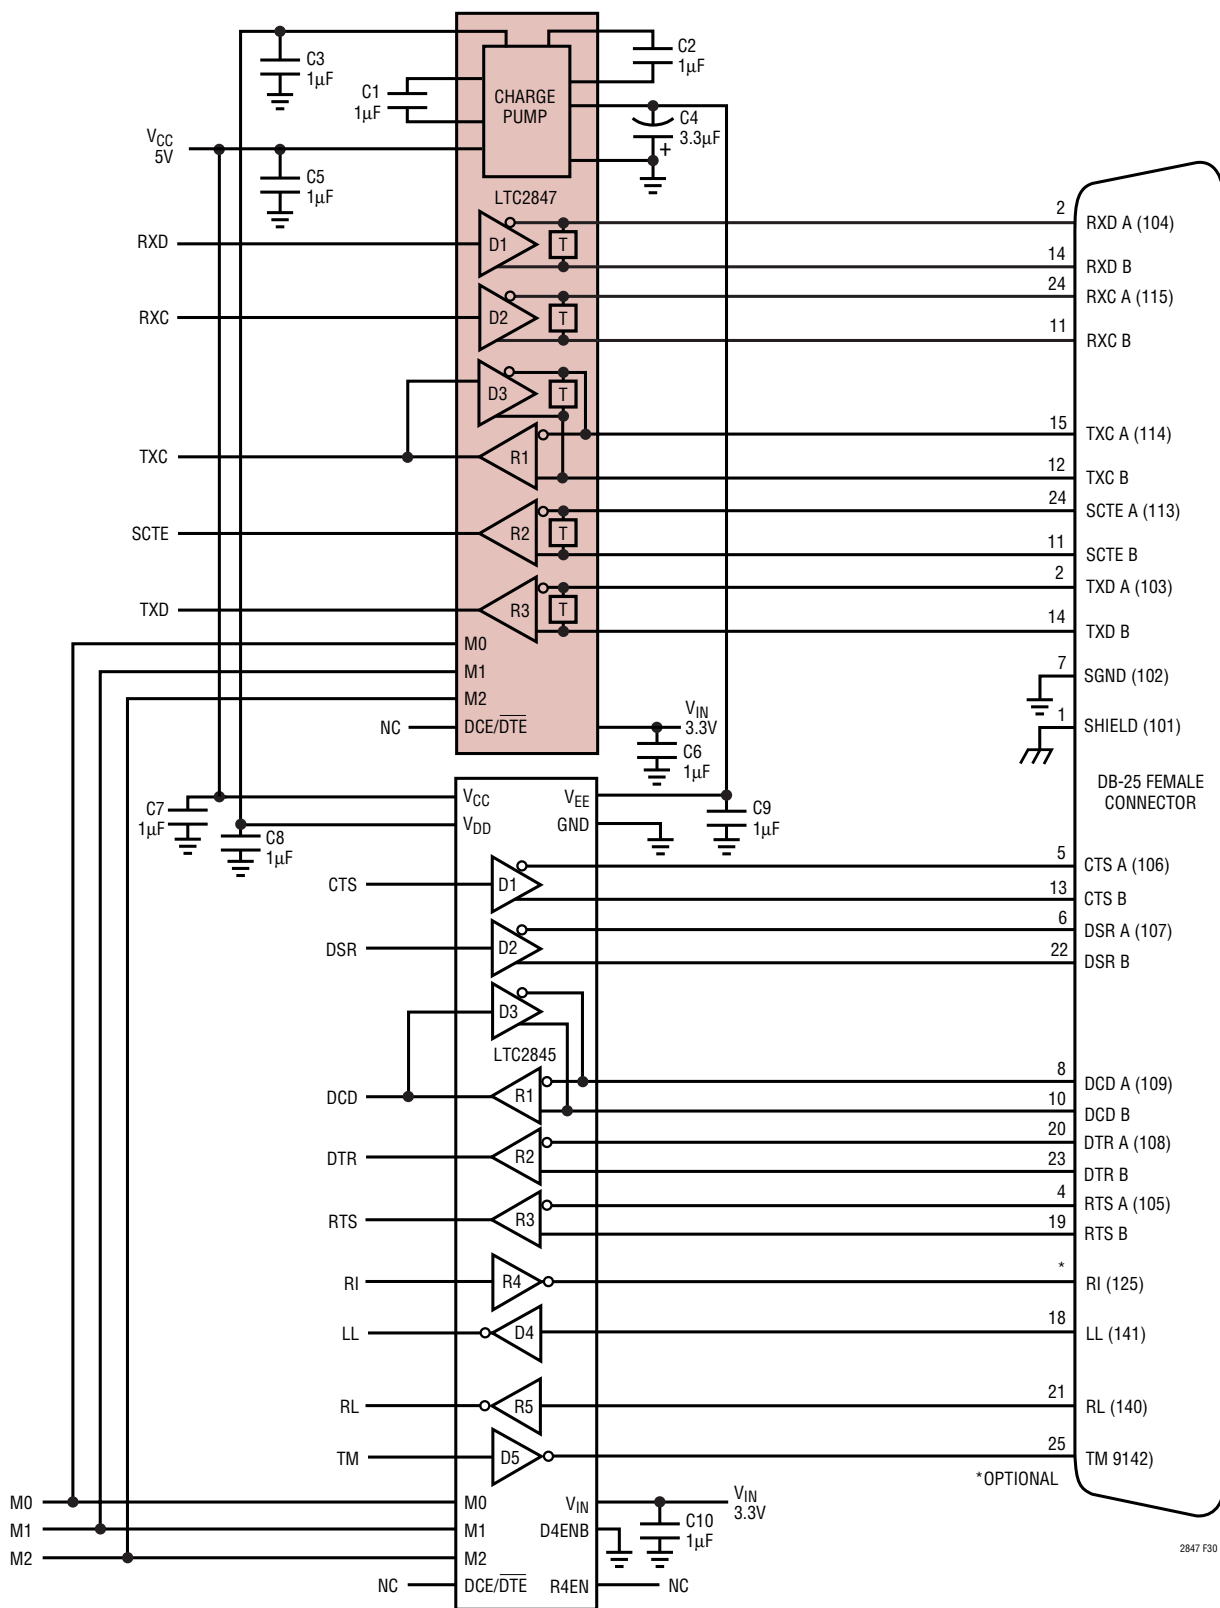 C3
1µF
C2
1µF
C1
1µF
CHARGE
PUMP
C4
3.3µF
+
VCC
5V
C5
1µF
LTC2847
RXD
D1
T
2
RXD A (104)
14
RXD B
RXC
D2
T
24
RXC A (115)
11
RXC B
D3
T
TXC
R1
15
TXC A (114)
12
TXC B
SCTE
R2
T
24
SCTE A (113)
11
SCTE B
TXD
R3
T
2
TXD A (103)
14
TXD B
M0
M1
M2
NC
DCE/DTE
VIN
3.3V
C6
1µF
7
SGND (102)
1
SHIELD (101)
DB-25 FEMALE
CONNECTOR
C7
1µF
C8
1µF
VCC
VDD
VEE
GND
C9
1µF
CTS
D1
5
CTS A (106)
13
CTS B
DSR
D2
6
DSR A (107)
22
DSR B
D3
LTC2845
DCD
R1
8
DCD A (109)
10
DCD B
DTR
R2
20
DTR A (108)
23
DTR B
RTS
R3
4
RTS A (105)
19
RTS B
RI
R4
*
RI (125)
LL
D4
18
LL (141)
RL
R5
21
RL (140)
TM
D5
25
TM 9142)
*OPTIONAL
M0
M1
M2
M0
M1
M2
NC
DCE/DTE
VIN
D4ENB
R4EN
NC
VIN
3.3V
C10
1µF
2847 F30